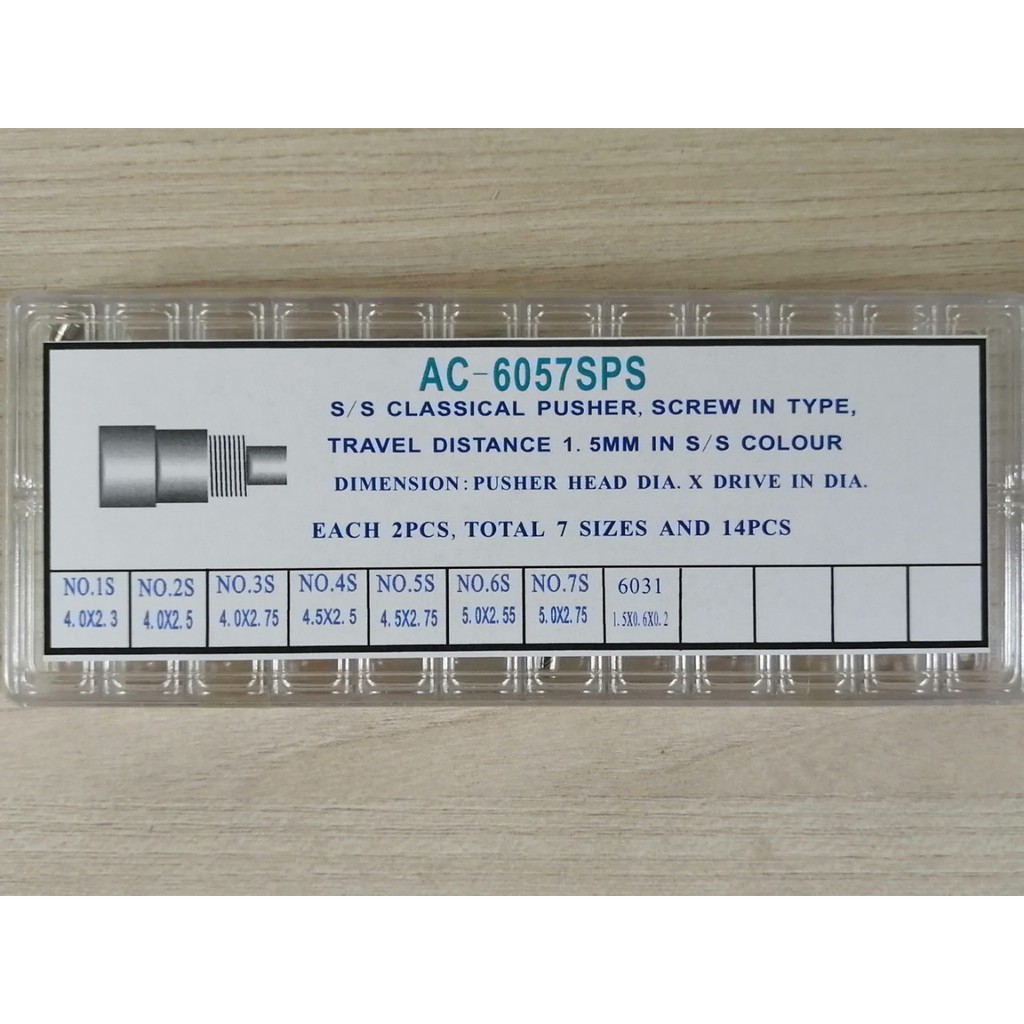 AC-6057SPS
S/S CLASSICAL PUSHER, SCREW IN TYPE,
TRAVEL DISTANCE 1.5MM IN S/S COLOUR
DIMENSION: PUSHER HEAD DIA. X DRIVE IN DIA.
EACH 2PCS, TOTAL 7 SIZES AND 14PCS
NO.1S NO.2S NO.3S NO.4S NO.5S NO.6S NO.7S 6031
4.0X2.3 4.0X2.5 4.0X2.75 4.5X2.5 4.5X2.75 5.0X2.55 5.0X2.75 1.5X0.6X0.2